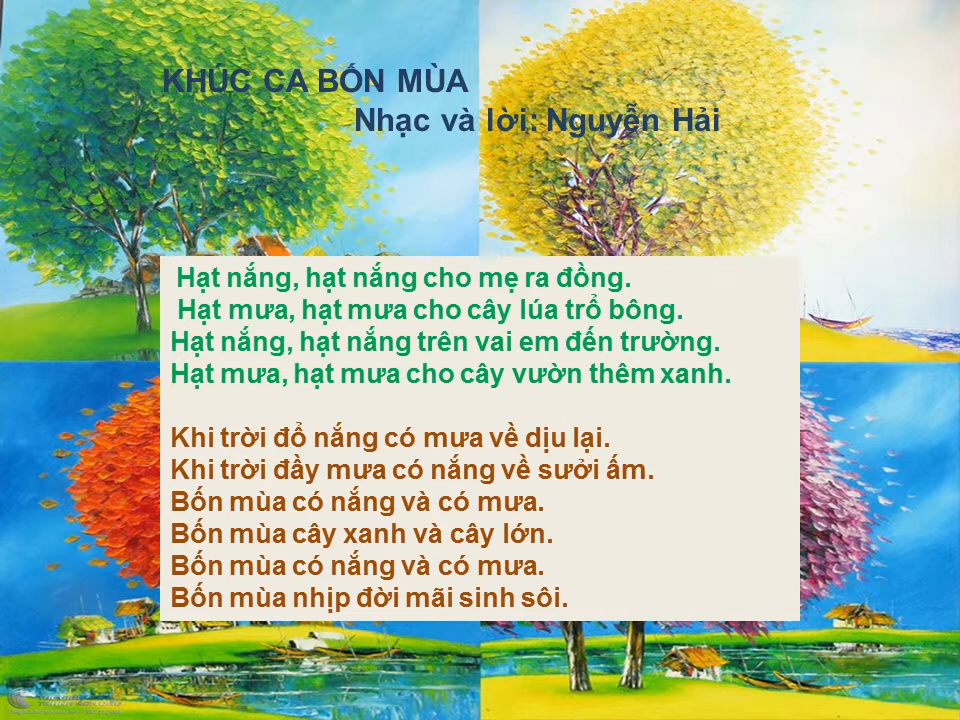 KHÚC CA BỐN MÙA
Nhạc và lời: Nguyễn Hải
Hạt nắng, hạt nắng cho mẹ ra đồng.
Hạt mưa, hạt mưa cho cây lúa trổ bông.
Hạt nắng, hạt nắng trên vai em đến trường.
Hạt mưa, hạt mưa cho cây vườn thêm xanh.
Khi trời đổ nắng có mưa về dịu lại.
Khi trời đầy mưa có nắng về sưởi ấm.
Bốn mùa có nắng và có mưa.
Bốn mùa cây xanh và cây lớn.
Bốn mùa có nắng và có mưa.
Bốn mùa nhịp đời mãi sinh sôi.